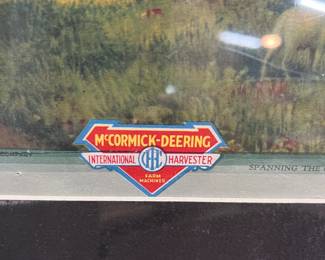 McCORMICK-DEERING
INTERNATIONAL IHC HARVESTER
FARM
MACHINES
SPANNING THE